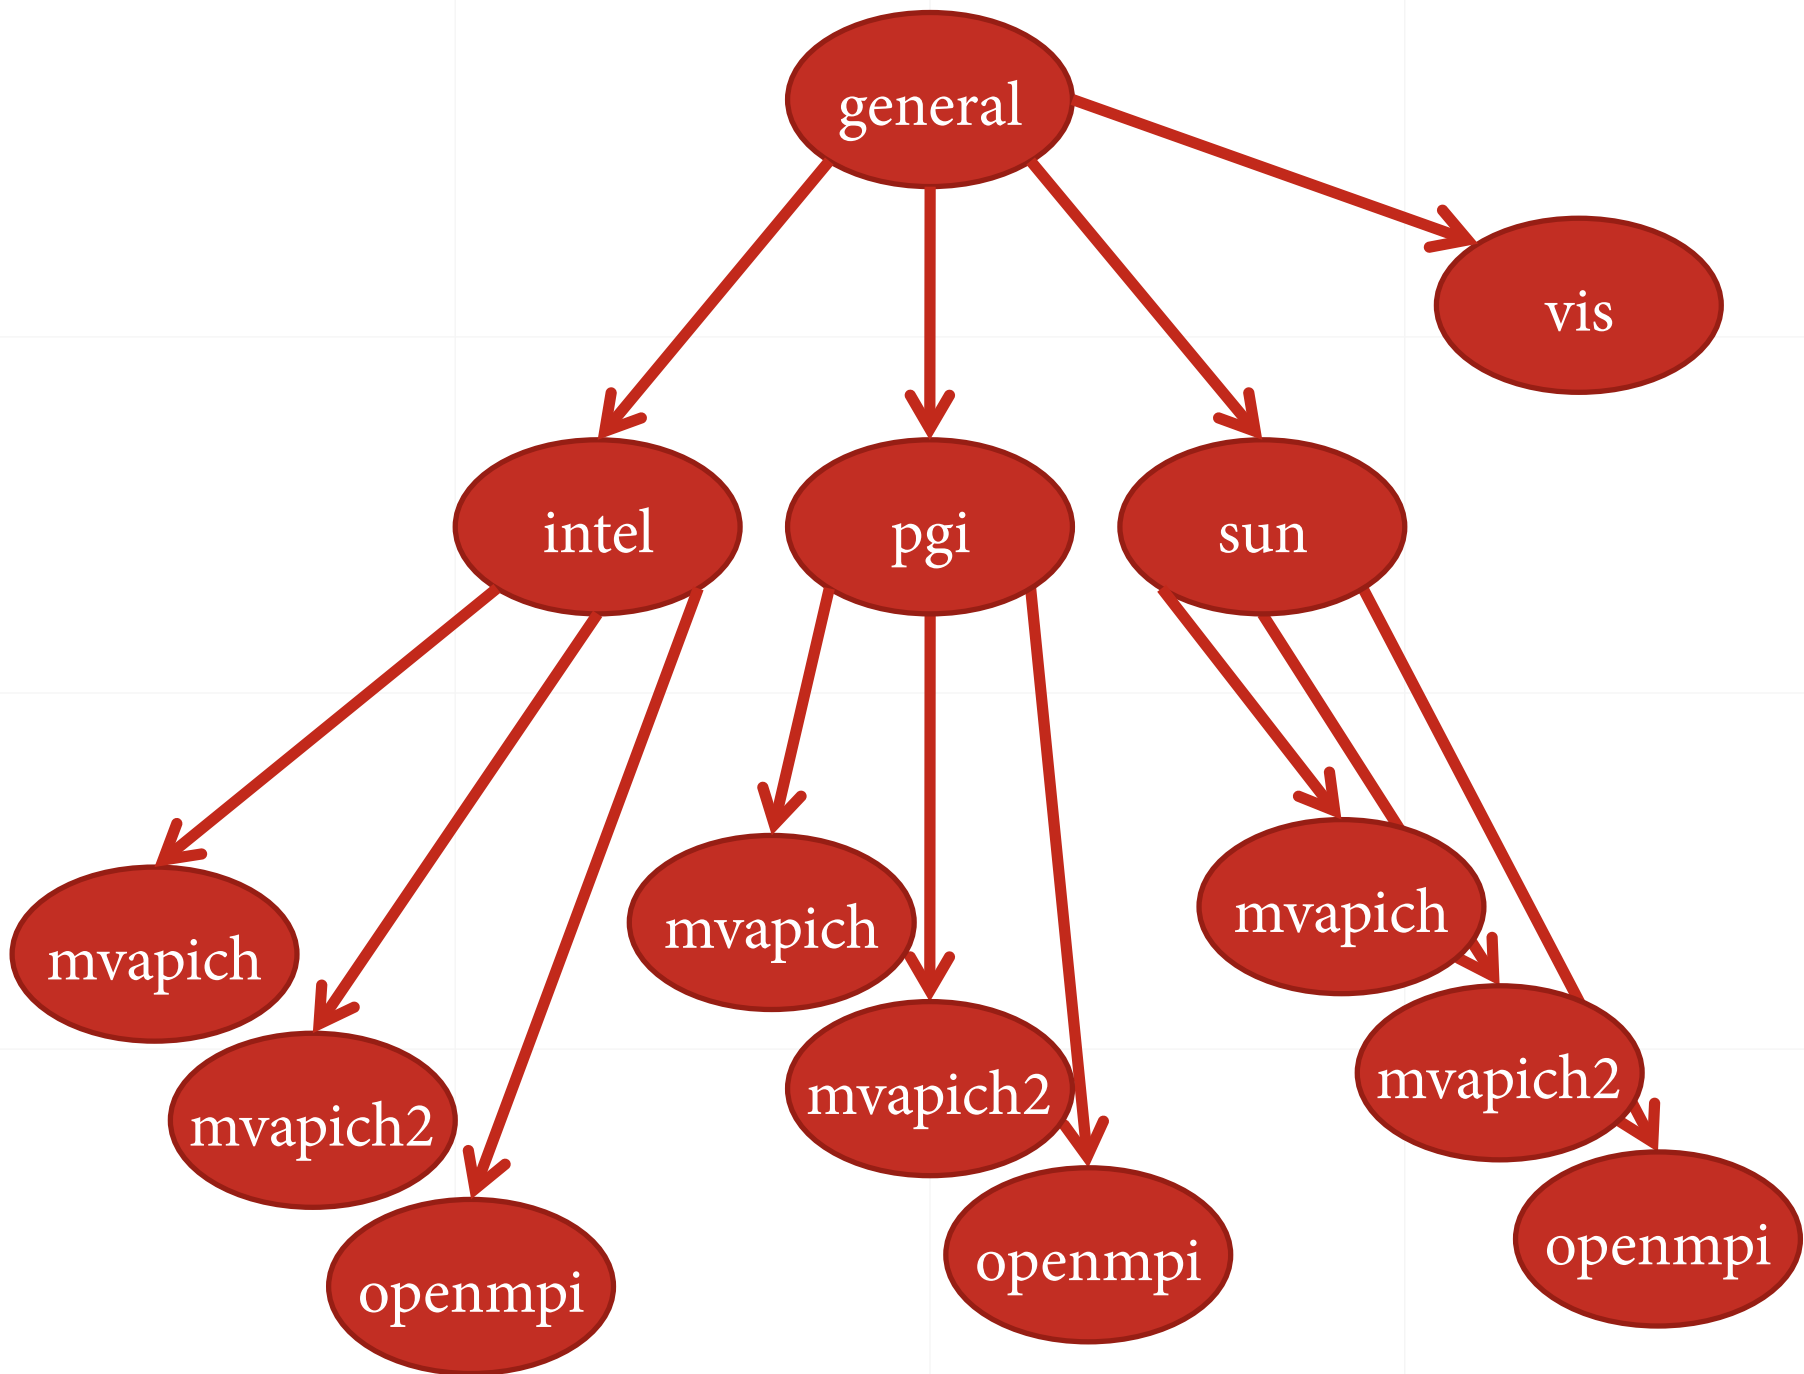 general
vis
intel
pgi
sun
mvapich
mvapich2
openmpi
mvapich
mvapich2
openmpi
mvapich
mvapich2
openmpi